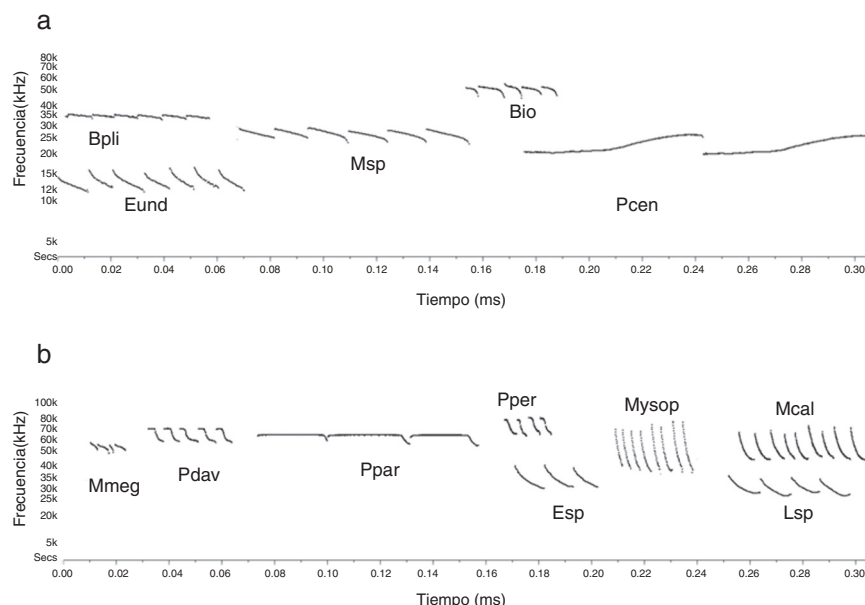 a
Frecuencia(kHz)
80k
70k
60k
50k
40k
35k
30k
25k
20k
15k
12k
10k
5k
Secs
Bpli
Eund
Msp
Bio
Pcen
0.00 0.02 0.04 0.06 0.08 0.10 0.12 0.14 0.16 0.18 0.20 0.22 0.24 0.26 0.28 0.30
Tiempo (ms)
b
Frecuencia(kHz)
100k
80k
70k
60k
50k
40k
35k
30k
25k
20k
5k
Secs
Mmeg
Pdav
Ppar
Pper
Esp
Mysop
Mcal
Lsp
0.00 0.02 0.04 0.06 0.08 0.10 0.12 0.14 0.16 0.18 0.20 0.22 0.24 0.26 0.28 0.30
Tiempo (ms)